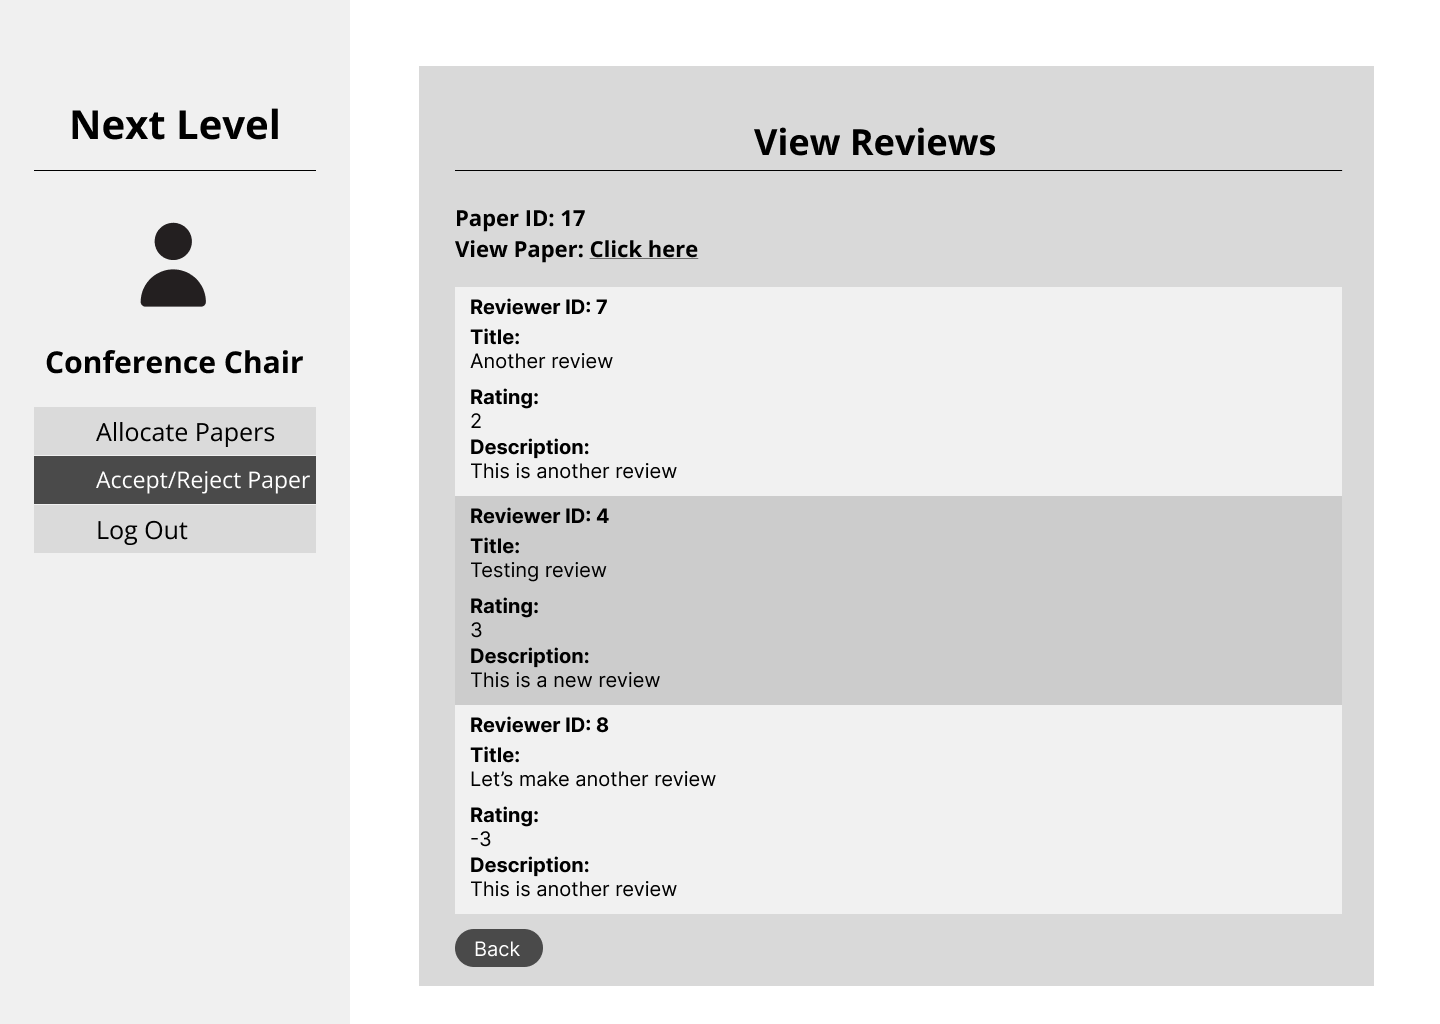 Next Level
Conference Chair
Allocate Papers
Accept/Reject Paper
Log Out
View Reviews
Paper ID: 17
View Paper: Click here
Reviewer ID: 7
Title:
Another review
Rating:
2
Description:
This is another review
Reviewer ID: 4
Title:
Testing review
Rating:
3
Description:
This is a new review
Reviewer ID: 8
Title:
Let’s make another review
Rating:
-3
Description:
This is another review
Back